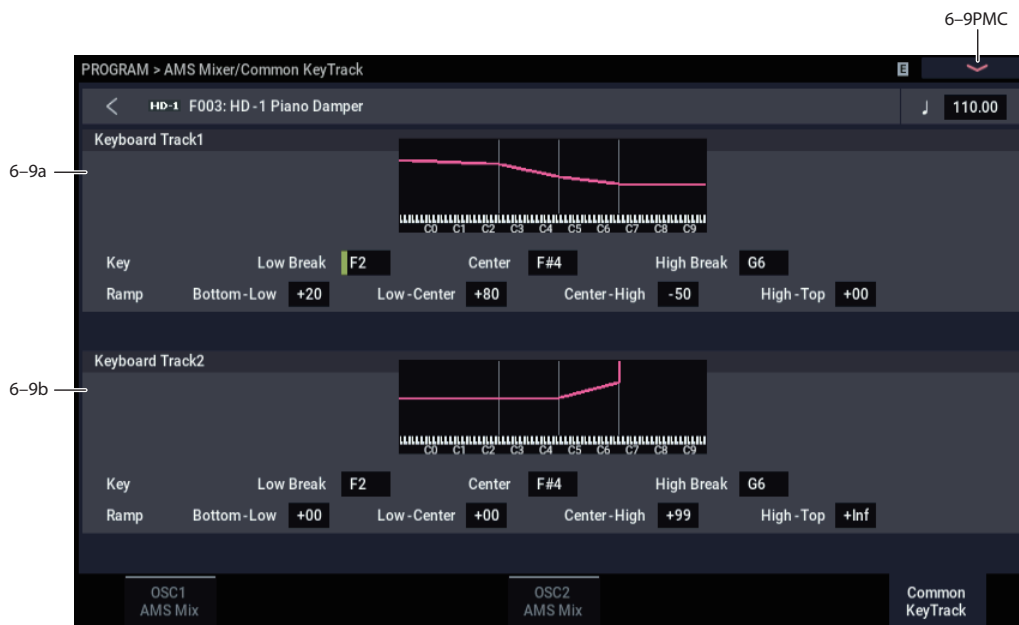 6–9PMC
PROGRAM > AMS Mixer/Common KeyTrack E
HD-1 F003: HD-1 Piano Damper ♩ 110.00
Keyboard Track1
6–9a
C0 C1 C2 C3 C4 C5 C6 C7 C8 C9
Key Low Break F2 Center F#4 High Break G6
Ramp Bottom-Low +20 Low-Center +80 Center-High -50 High-Top +00
Keyboard Track2
6–9b
C0 C1 C2 C3 C4 C5 C6 C7 C8 C9
Key Low Break F2 Center F#4 High Break G6
Ramp Bottom-Low +00 Low-Center +00 Center-High +99 High-Top +Inf
OSC1 AMS Mix
OSC2 AMS Mix
Common KeyTrack